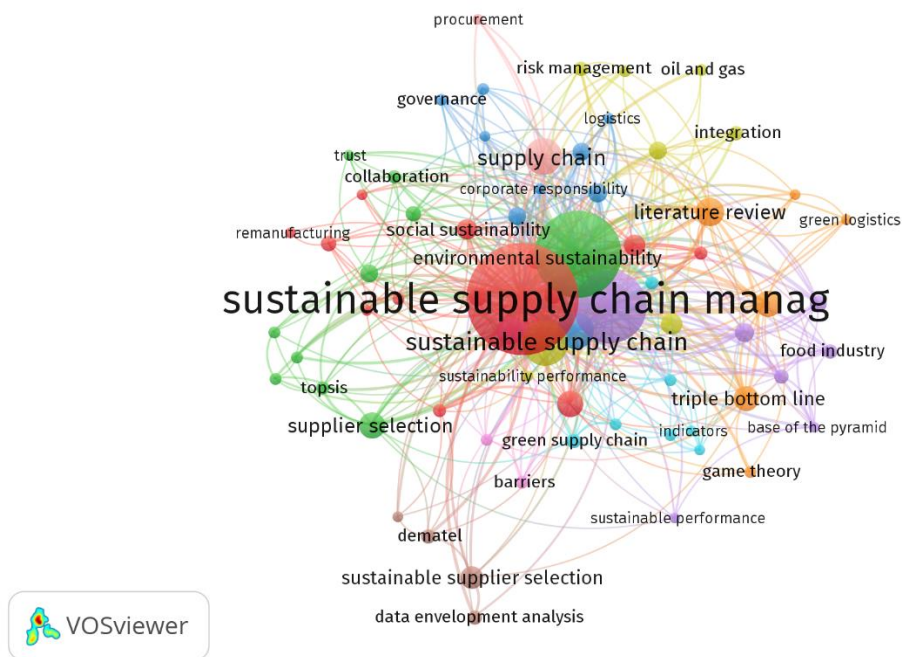 procurement
risk management
oil and gas
governance
logistics
integration
supply chain
trust
collaboration
corporate responsibility
literature review
green logistics
remanufacturing
social sustainability
environmental sustainability
sustainable supply chain manag
sustainable supply chain
food industry
sustainability performance
topsis
triple bottom line
supplier selection
base of the pyramid
green supply chain
indicators
game theory
barriers
sustainable performance
dematel
sustainable supplier selection
data envelopment analysis
VOSviewer